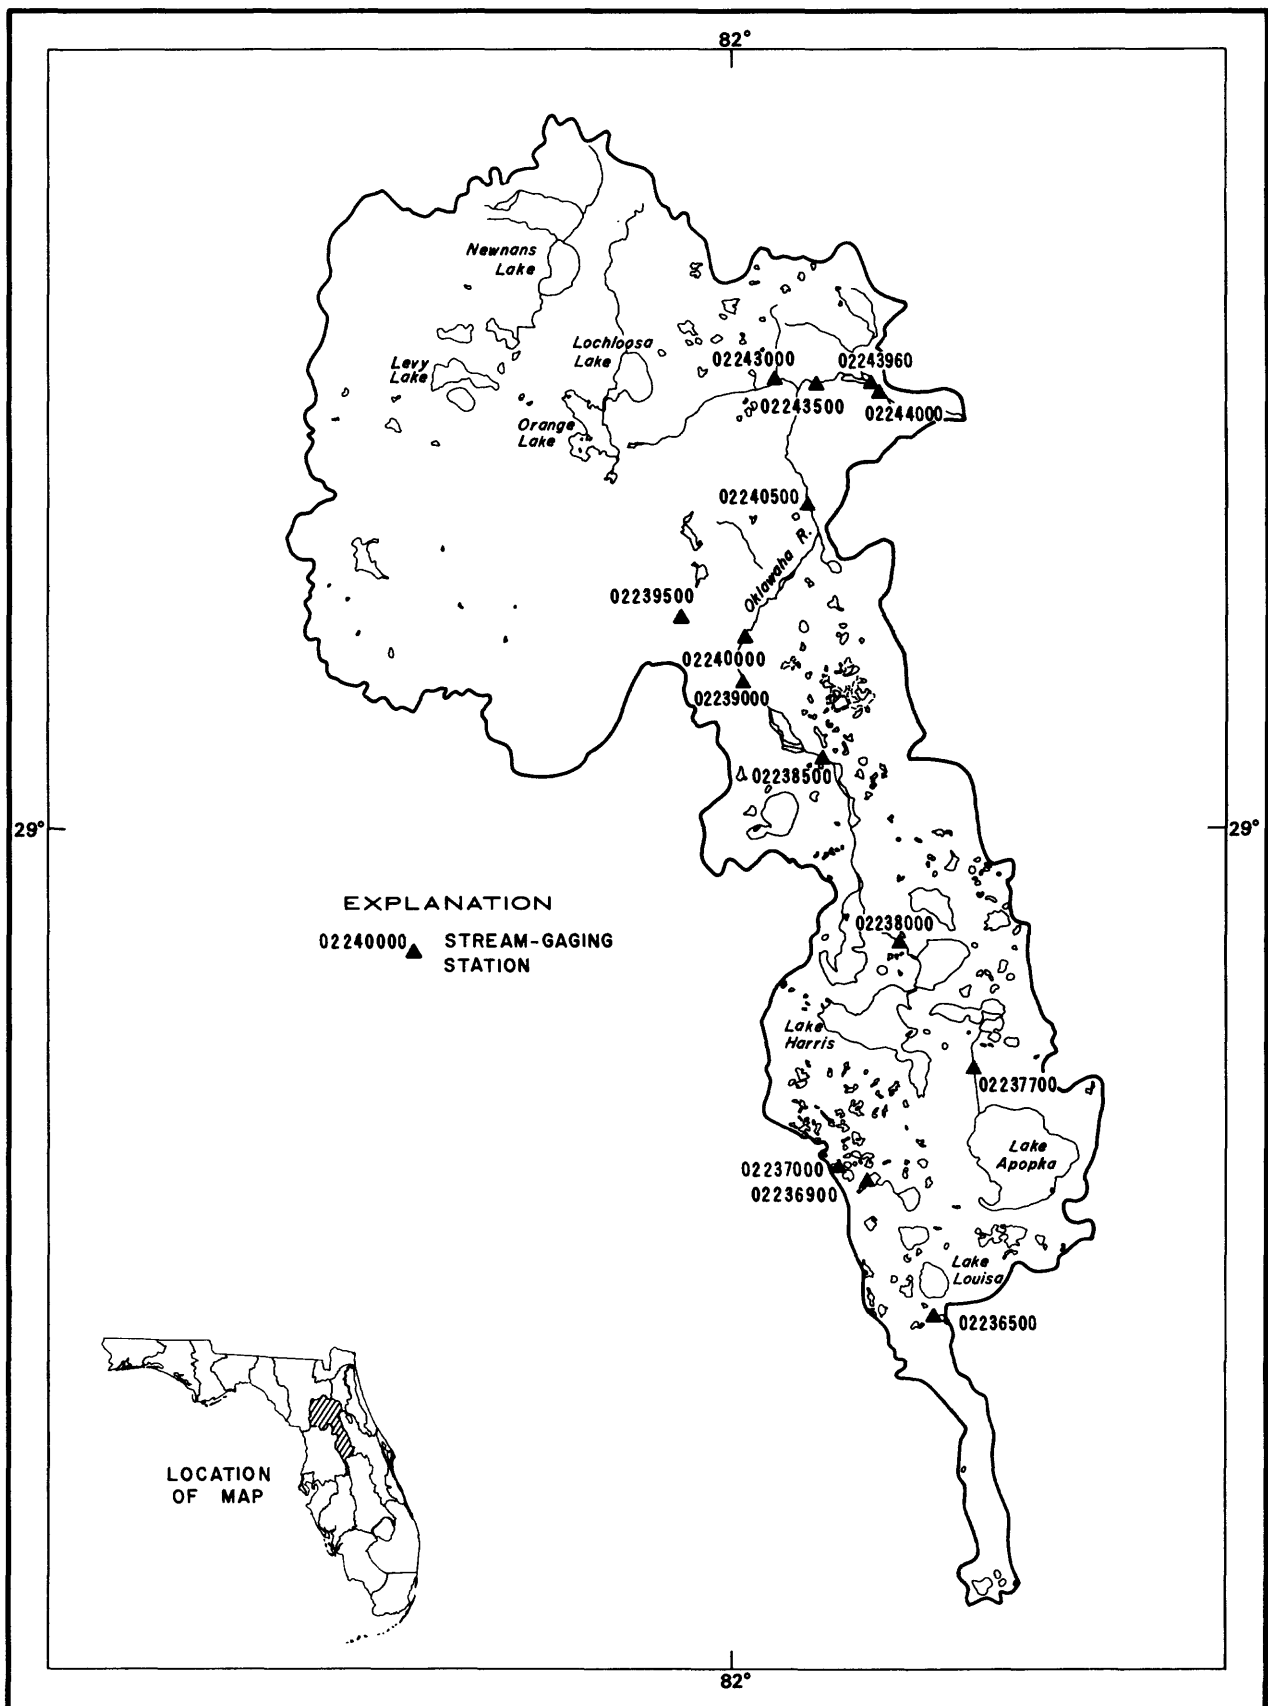 82°
Newnans
Lake
Lochloosa
Lake
Levy
Lake
Orange
Lake
02243000
02243960
02243500
02244000
02240500
Oklawaha R.
02239500
02240000
02239000
02238500
29°
29°
EXPLANATION
02240000 STREAM-GAGING
STATION
02238000
Lake
Harris
02237700
Lake
Apopka
02237000
02236900
Lake
Louisa
02236500
LOCATION
OF MAP
82°